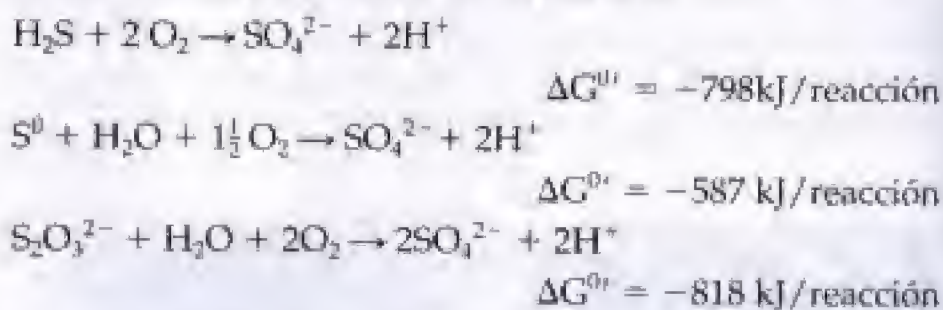 H₂S + 2 O₂ → SO₄²⁻ + 2H⁺
ΔG⁰′ = −798kJ/reacción
S⁰ + H₂O + 1½ O₂ → SO₄²⁻ + 2H⁺
ΔG⁰′ = −587 kJ/reacción
S₂O₃²⁻ + H₂O + 2O₂ → 2SO₄²⁻ + 2H⁺
ΔG⁰′ = −818 kJ/reacción